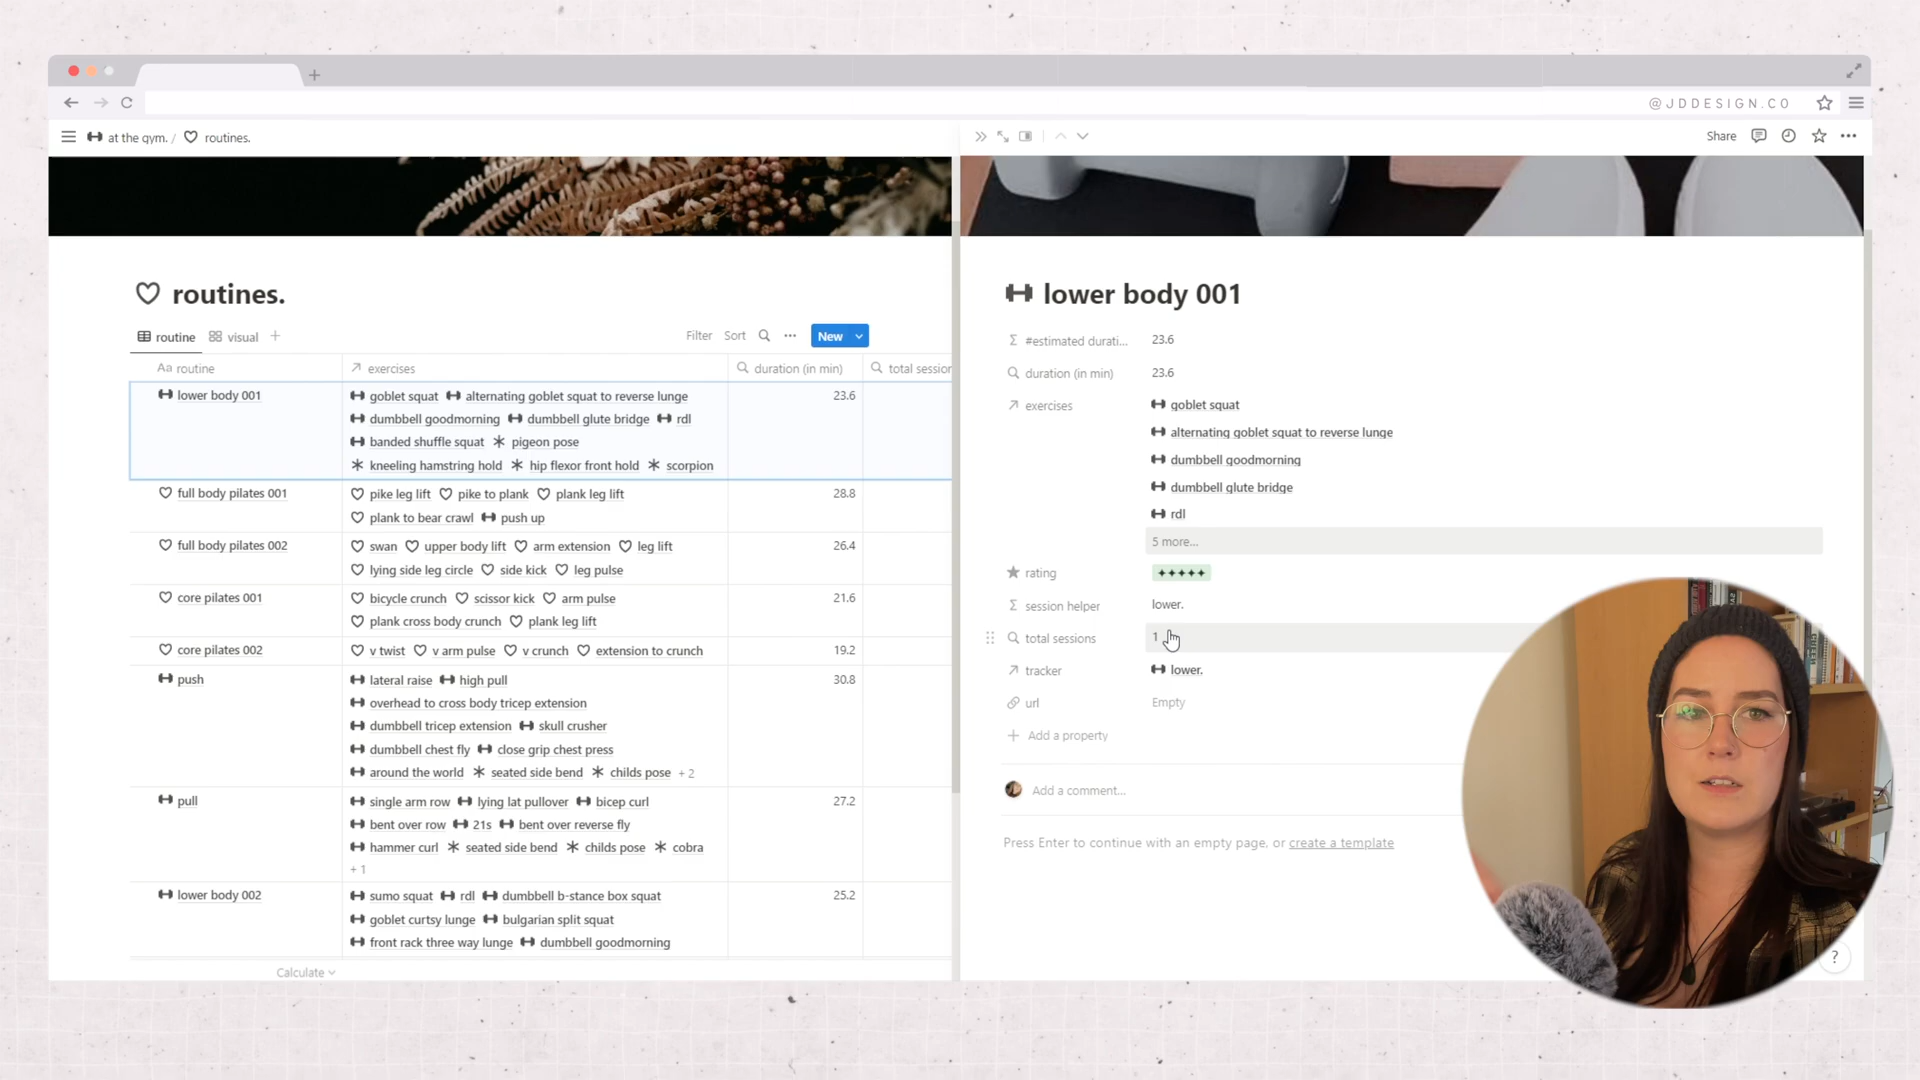 @JDDESIGN.CO
at the gym. / routines.
Share
routines.
routine visual
Filter Sort New
Aa routine exercises duration (in min) total session
lower body 001 goblet squat alternating goblet squat to reverse lunge 23.6
dumbbell goodmorning dumbbell glute bridge rdl
banded shuffle squat pigeon pose
kneeling hamstring hold hip flexor front hold scorpion
full body pilates 001 pike leg lift pike to plank plank leg lift 28.8
plank to bear crawl push up
full body pilates 002 swan upper body lift arm extension leg lift 26.4
lying side leg circle side kick leg pulse
core pilates 001 bicycle crunch scissor kick arm pulse 21.6
plank cross body crunch plank leg lift
core pilates 002 v twist v arm pulse v crunch extension to crunch 19.2
push lateral raise high pull 30.8
overhead to cross body tricep extension
dumbbell tricep extension skull crusher
dumbbell chest fly close grip chest press
around the world seated side bend childs pose + 2
pull single arm row lying lat pullover bicep curl 27.2
bent over row 21s bent over reverse fly
hammer curl seated side bend childs pose cobra
+ 1
lower body 002 sumo squat rdl dumbbell b-stance box squat 25.2
goblet curtsy lunge bulgarian split squat
front rack three way lunge dumbbell goodmorning
Calculate
lower body 001
#estimated durati... 23.6
duration (in min) 23.6
exercises goblet squat
alternating goblet squat to reverse lunge
dumbbell goodmorning
dumbbell glute bridge
rdl
5 more...
rating ✦✦✦✦✦
session helper lower.
total sessions 1
tracker lower.
url Empty
Add a property
Add a comment...
Press Enter to continue with an empty page, or create a template
?